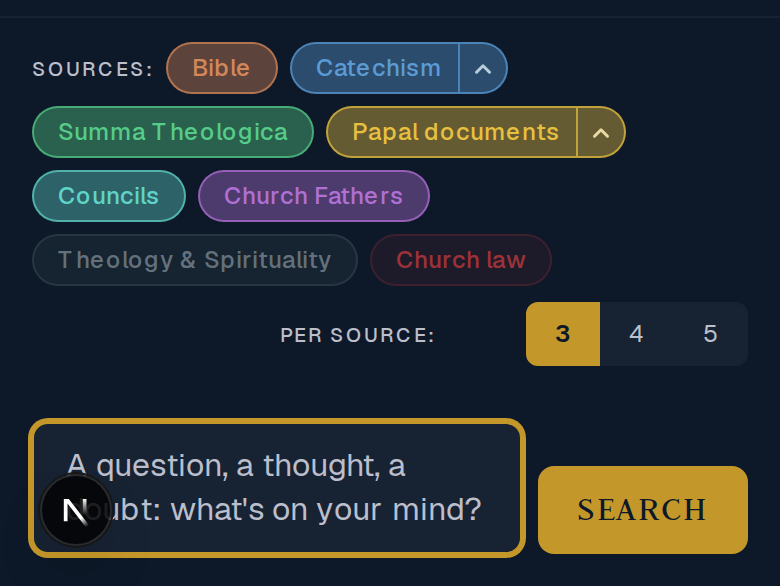 SOURCES: Bible Catechism
Summa Theologica Papal documents
Councils Church Fathers
Theology & Spirituality Church law
PER SOURCE: 3 4 5
A question, a thought, a
doubt: what's on your mind?
N
SEARCH